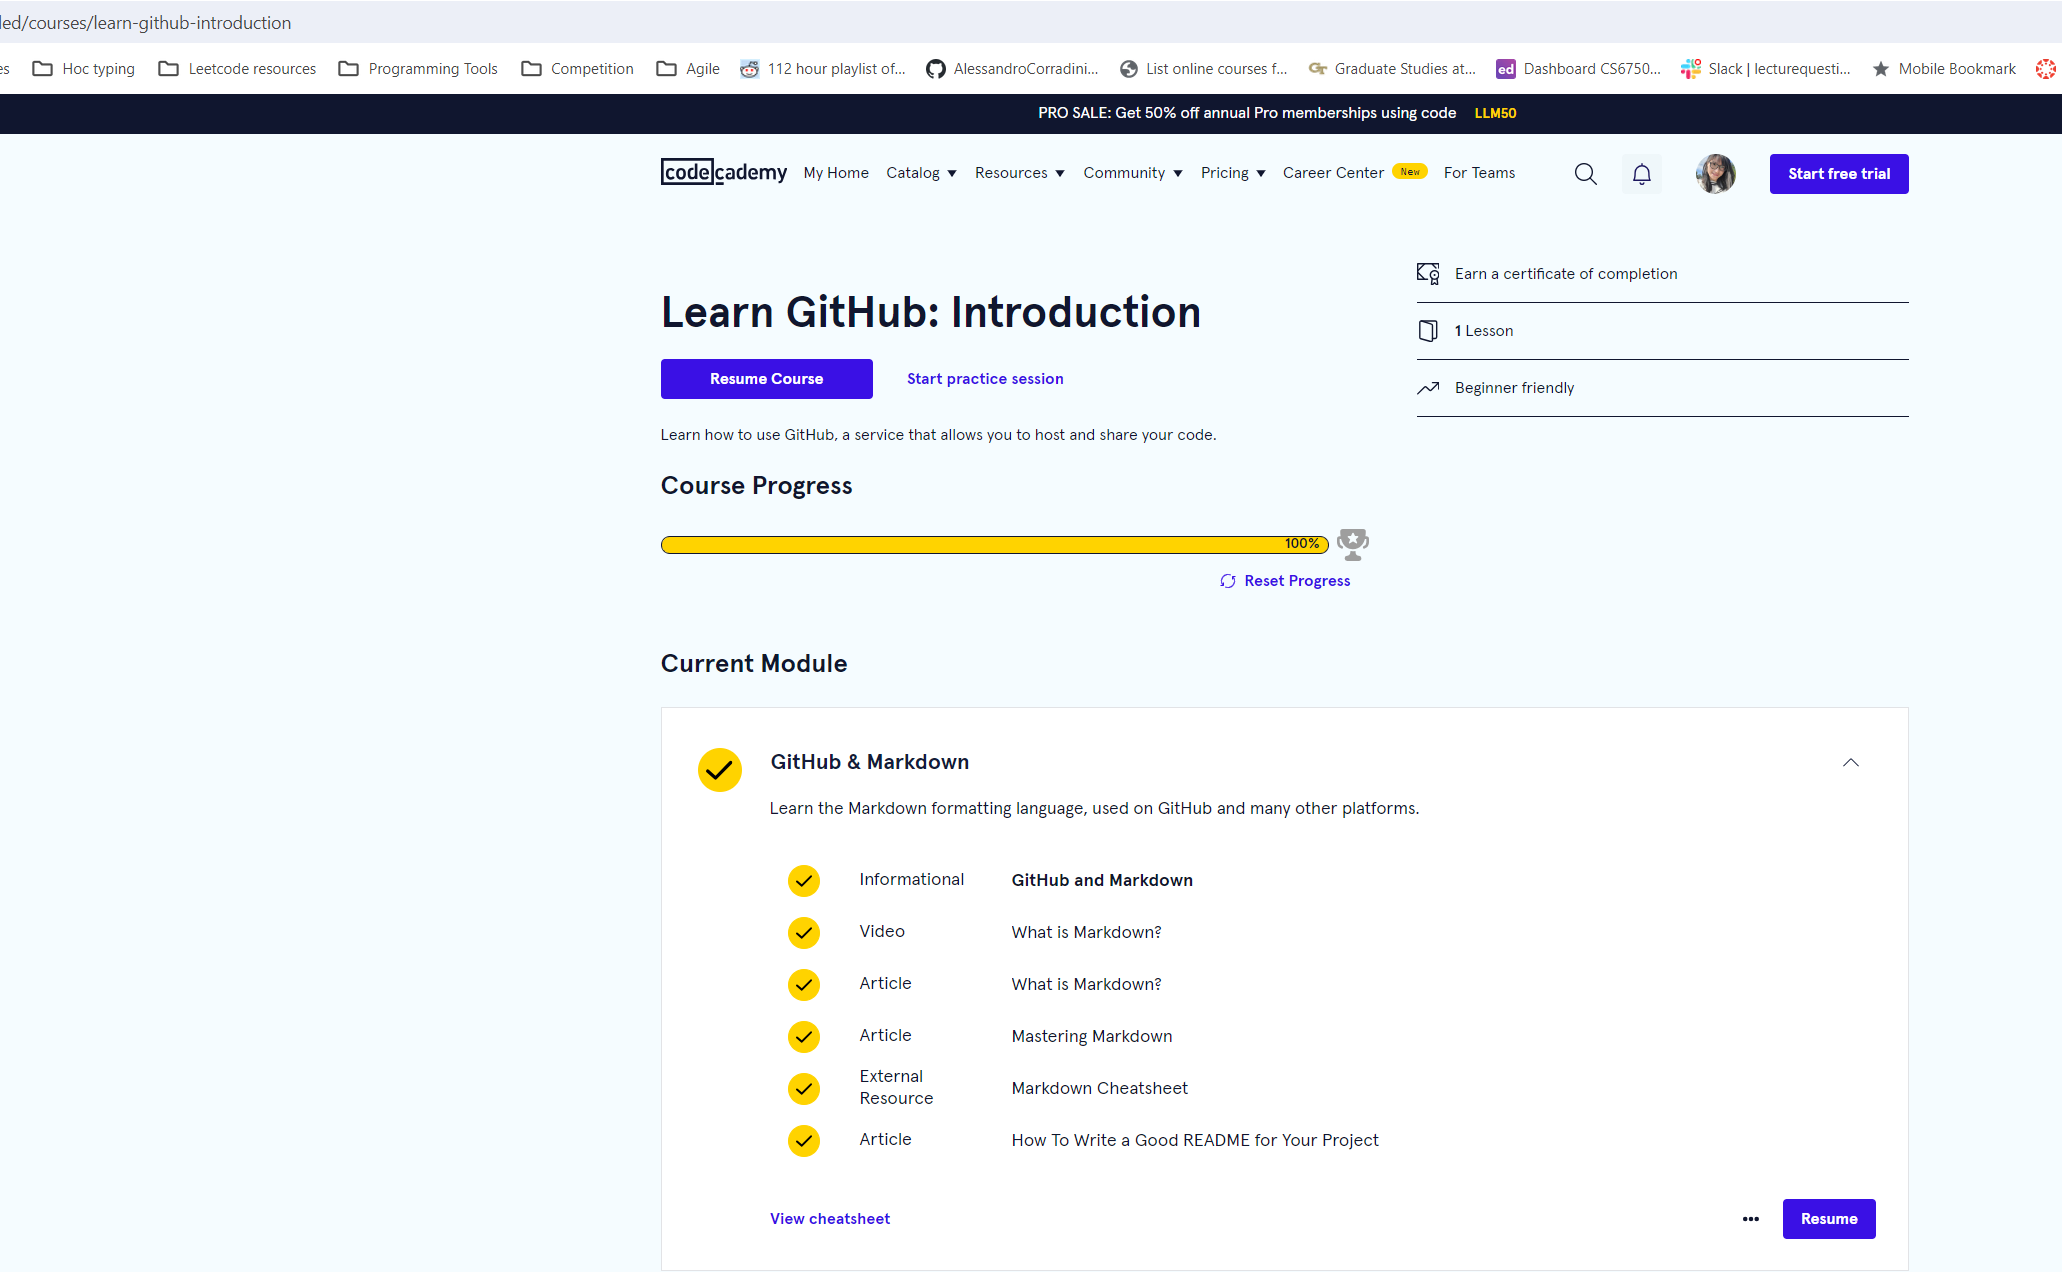 led/courses/learn-github-introduction
es Hoc typing Leetcode resources Programming Tools Competition Agile 112 hour playlist of... AlessandroCorradini... List online courses f... GT Graduate Studies at... ed Dashboard CS6750... Slack | lecturequesti... Mobile Bookmark
PRO SALE: Get 50% off annual Pro memberships using code LLM50
codecademy My Home Catalog Resources Community Pricing Career Center New For Teams Start free trial
Earn a certificate of completion
Learn GitHub: Introduction
1 Lesson
Resume Course Start practice session
Beginner friendly
Learn how to use GitHub, a service that allows you to host and share your code.
Course Progress
100%
Reset Progress
Current Module
GitHub & Markdown
Learn the Markdown formatting language, used on GitHub and many other platforms.
Informational GitHub and Markdown
Video What is Markdown?
Article What is Markdown?
Article Mastering Markdown
External
Resource Markdown Cheatsheet
Article How To Write a Good README for Your Project
View cheatsheet ••• Resume